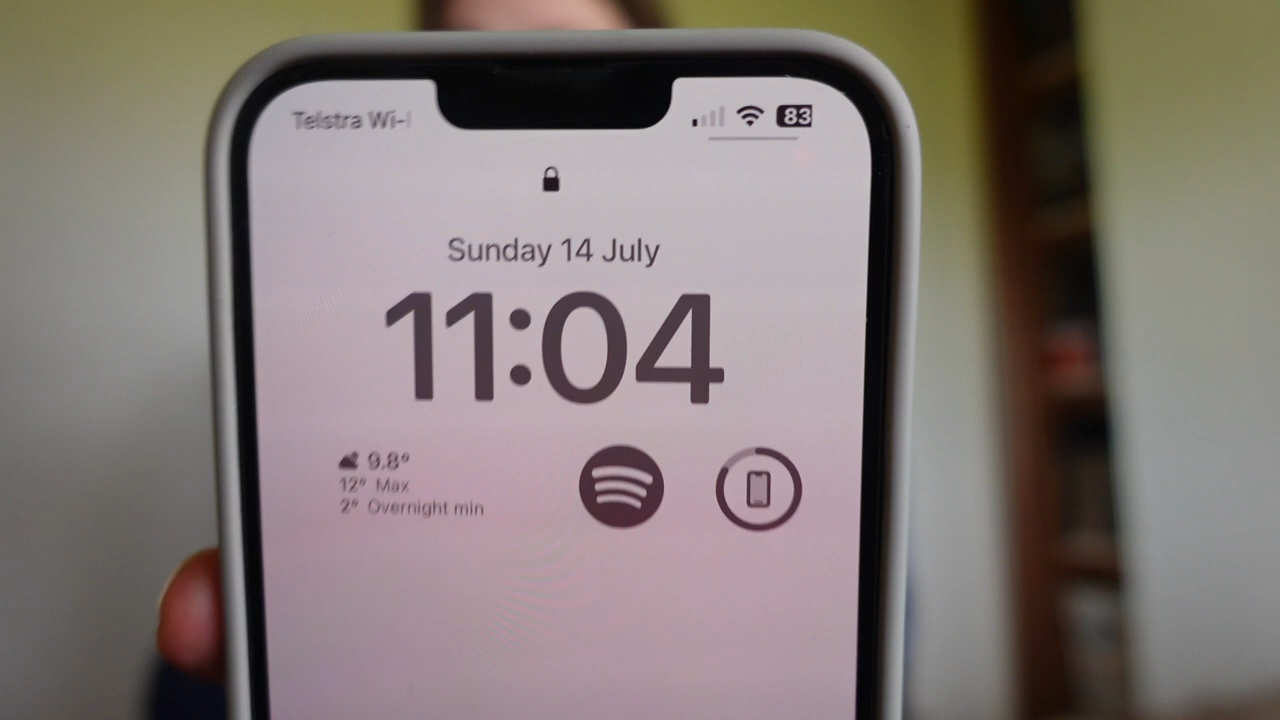 Telstra Wi-
83
Sunday 14 July
11:04
9.8°
12° Max
2° Overnight min